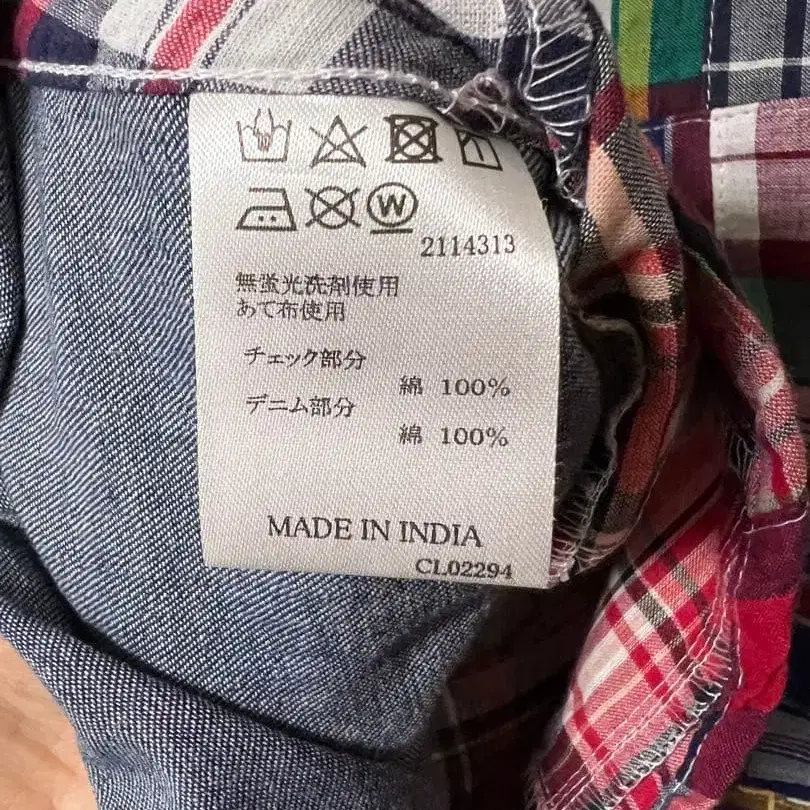 W
2114313
無蛍光洗剤使用
あて布使用
チェック部分
綿 100%
デニム部分
綿 100%
MADE IN INDIA
CL02294